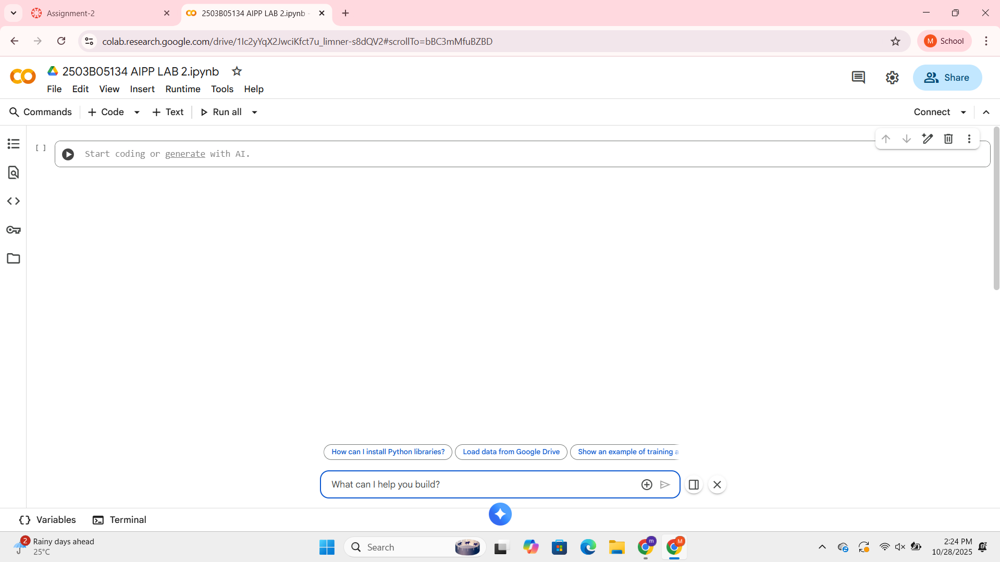 Assignment-2
2503B05134 AIPP LAB 2.ipynb -
colab.research.google.com/drive/1Ic2yYqX2JwciKfct7u_limner-s8dQV2#scrollTo=bBC3mMfuBZBD
M School
2503B05134 AIPP LAB 2.ipynb
File Edit View Insert Runtime Tools Help
Share
Commands + Code + Text Run all
Connect
[ ] Start coding or generate with AI.
How can I install Python libraries? Load data from Google Drive Show an example of training a
What can I help you build?
{} Variables Terminal
2 Rainy days ahead
25°C
Search
m
M
2:24 PM
10/28/2025